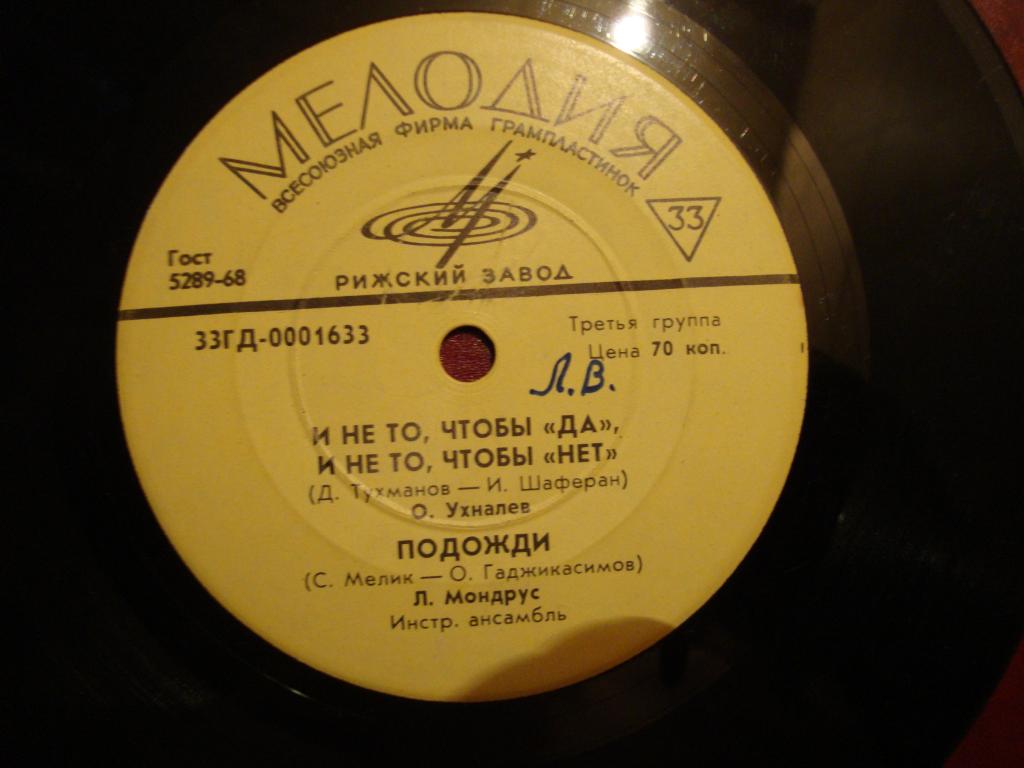 МЕЛОДИЯ
ВСЕСОЮЗНАЯ ФИРМА ГРАМПЛАСТИНОК
33
Гост
5289-68
РИЖСКИЙ ЗАВОД
33ГД-0001633
Третья группа
Цена 70 коп.
Л.В.
И НЕ ТО, ЧТОБЫ «ДА»,
И НЕ ТО, ЧТОБЫ «НЕТ»
(Д. Тухманов — И. Шаферан)
О. Ухналев
ПОДОЖДИ
(С. Мелик — О. Гаджикасимов)
Л. Мондрус
Инстр. ансамбль